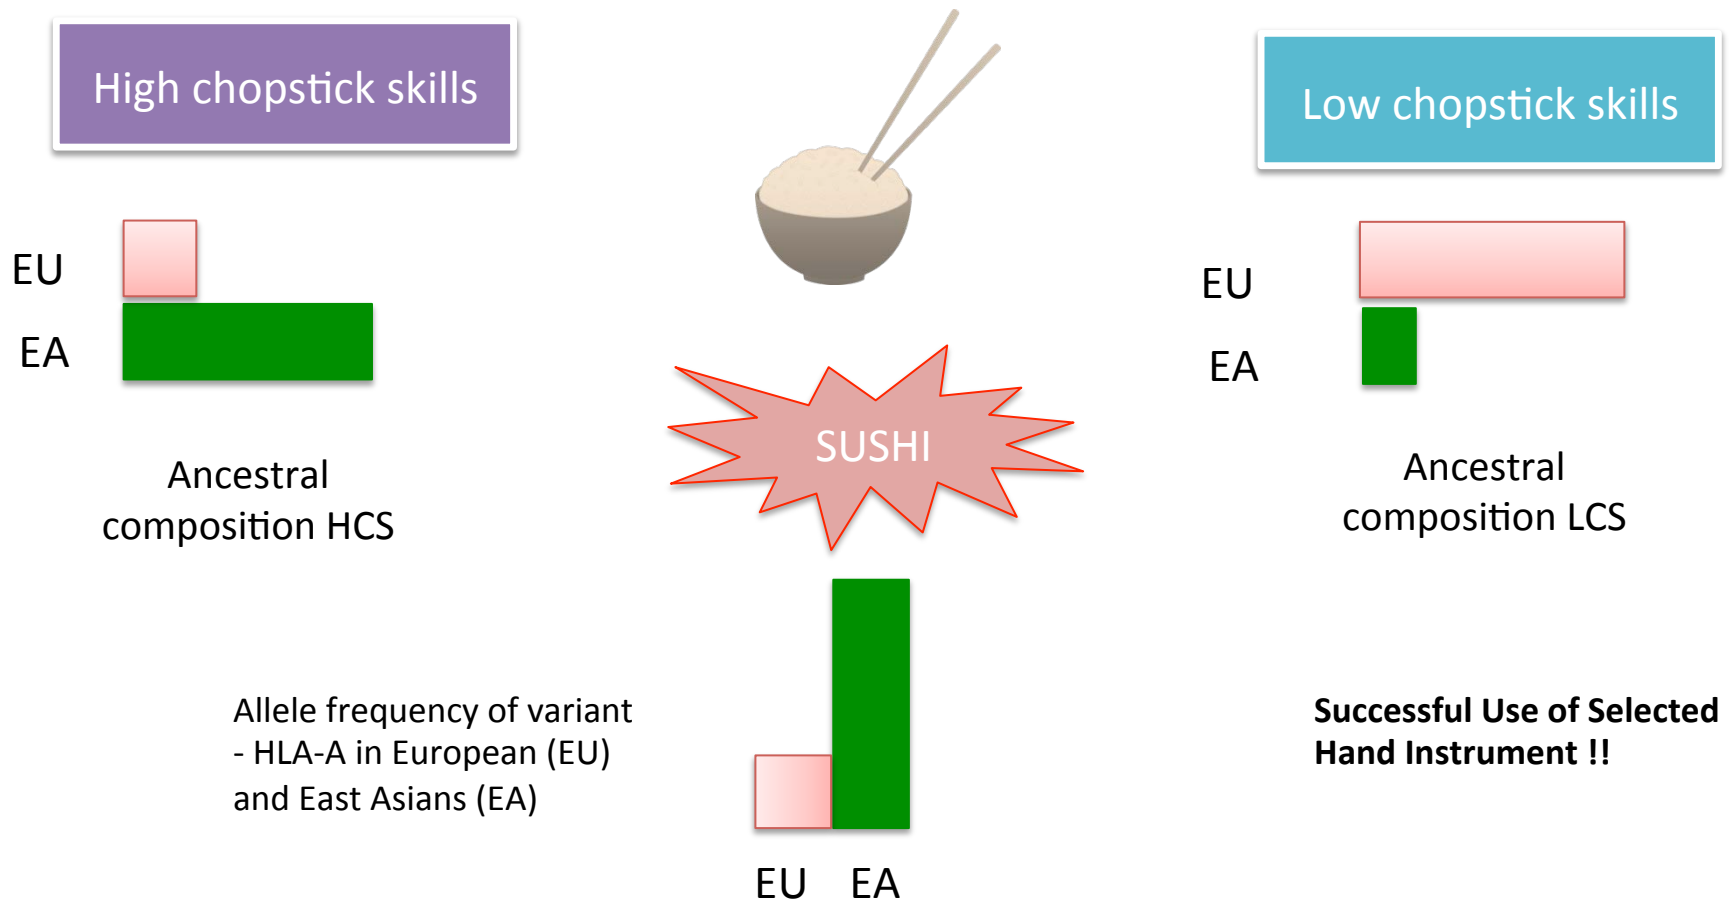 High chopstick skills
Low chopstick skills
EU
EA
EU
EA
SUSHI
Ancestral
composition HCS
Ancestral
composition LCS
Allele frequency of variant
- HLA-A in European (EU)
and East Asians (EA)
Successful Use of Selected
Hand Instrument !!
EU EA